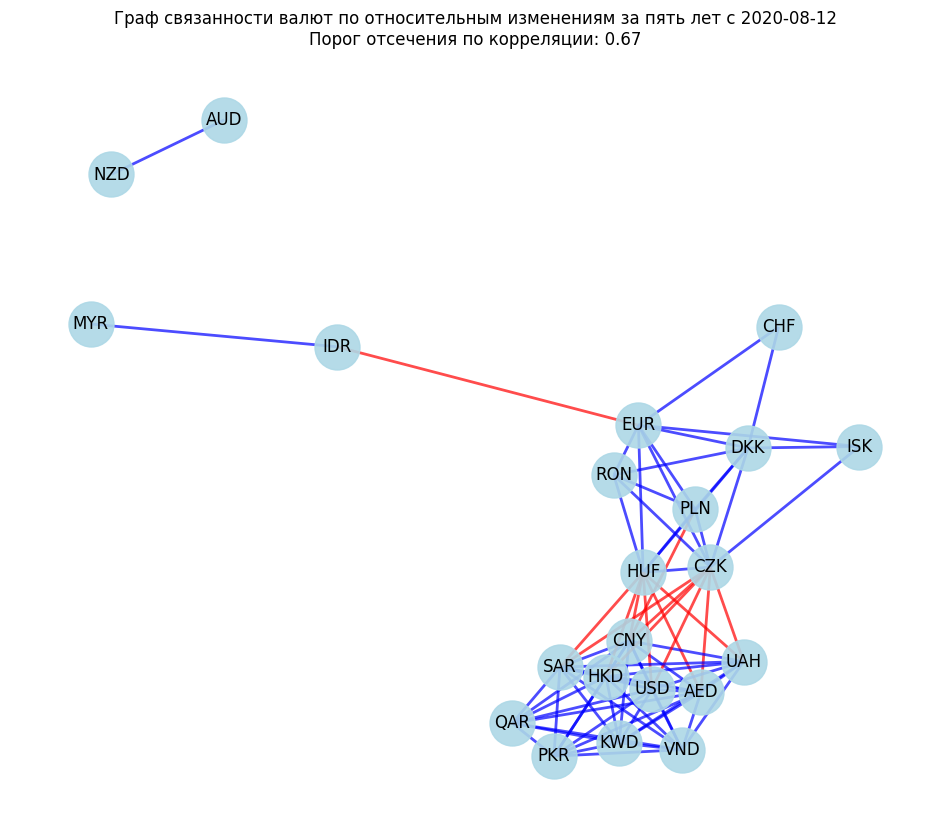 Граф связанности валют по относительным изменениям за пять лет с 2020-08-12
Порог отсечения по корреляции: 0.67
AUD
NZD
MYR
IDR
CHF
EUR
DKK
ISK
RON
PLN
HUF
CZK
CNY
SAR
HKD
USD
AED
UAH
QAR
PKR
KWD
VND